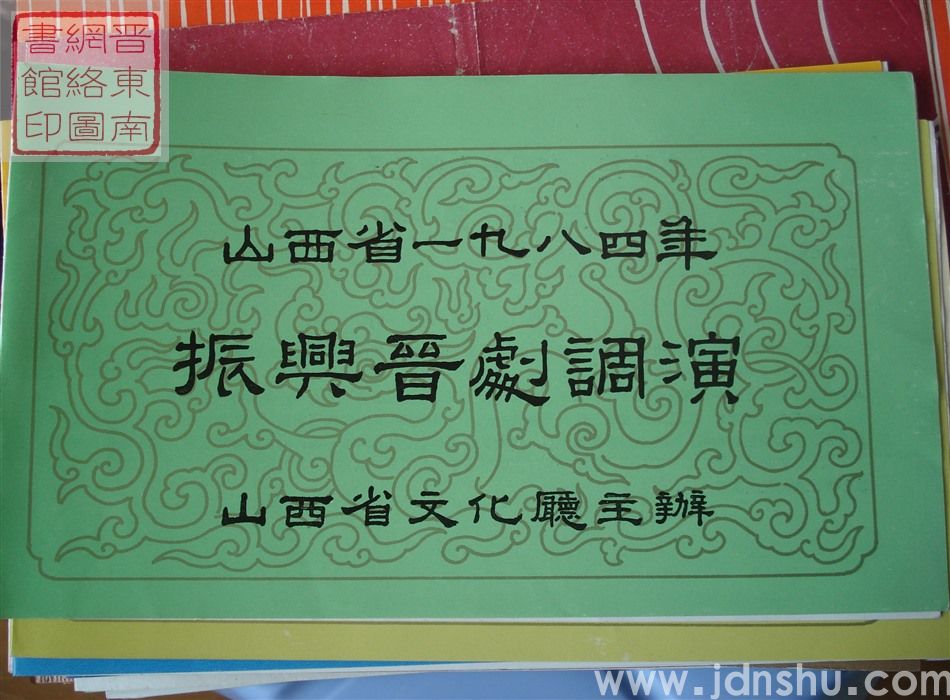 晋東南
網絡圖
書館印
山西省一九八四年
振興晉劇調演
山西省文化廳主辦
www.jdnshu.com